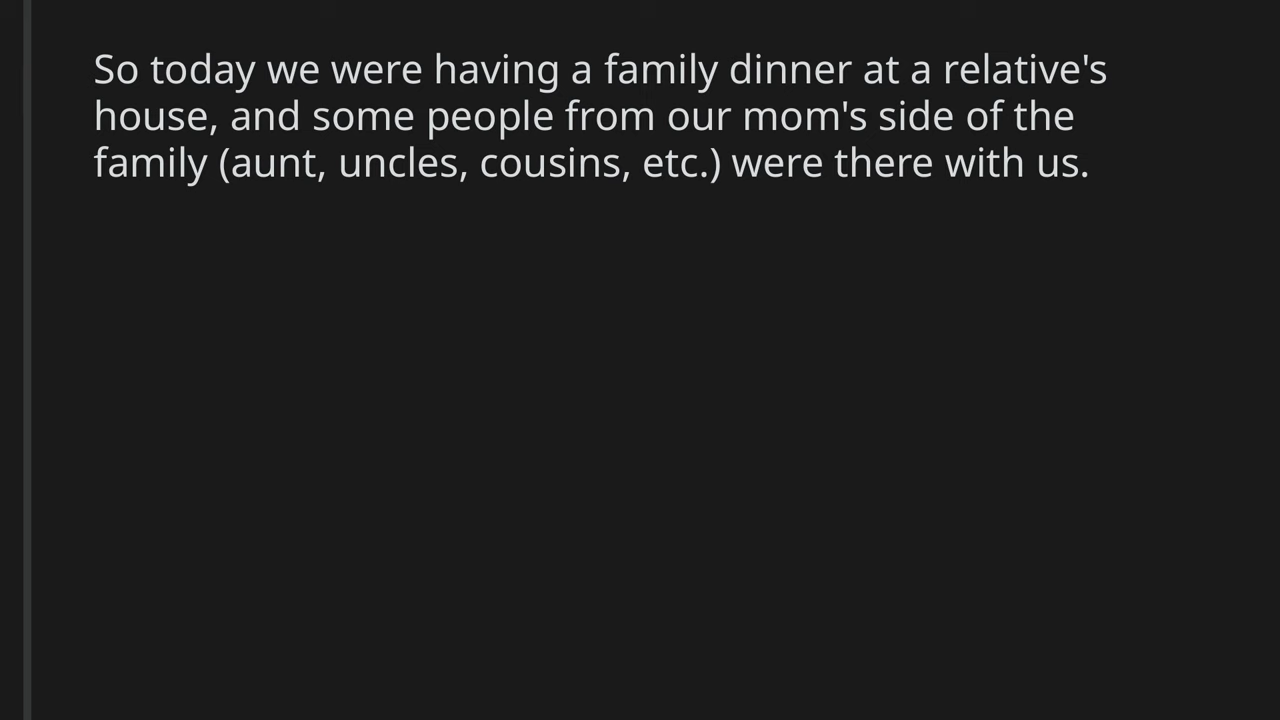 So today we were having a family dinner at a relative's
house, and some people from our mom's side of the
family (aunt, uncles, cousins, etc.) were there with us.